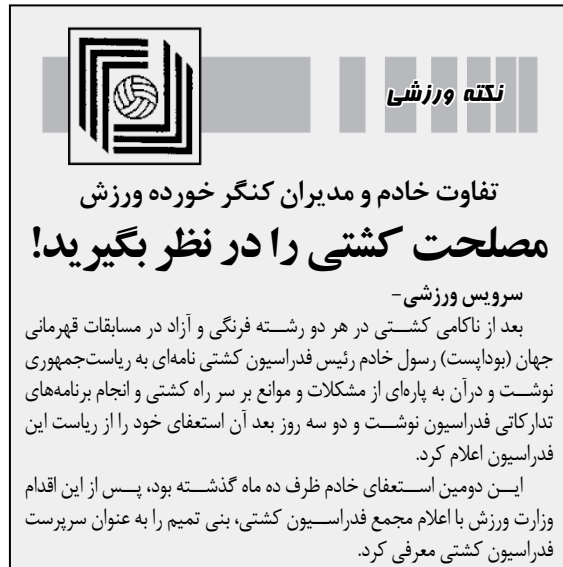 نکته ورزشی
تفاوت خادم و مدیران کنگر خورده ورزش
مصلحت کشتی را در نظر بگیرید!
سرویس ورزشی-
بعد از ناکامی کشتی در هر دو رشته فرنگی و آزاد در مسابقات قهرمانی
جهان (بوداپست) رسول خادم رئیس فدراسیون کشتی نامه‌ای به ریاست‌جمهوری
نوشت و درآن به پاره‌ای از مشکلات و موانع بر سر راه کشتی و انجام برنامه‌های
تدارکاتی فدراسیون نوشت و دو سه روز بعد آن استعفای خود را از ریاست این
فدراسیون اعلام کرد.
این دومین استعفای خادم ظرف ده ماه گذشته بود، پس از این اقدام
وزارت ورزش با اعلام مجمع فدراسیون کشتی، بنی تمیم را به عنوان سرپرست
فدراسیون کشتی معرفی کرد.